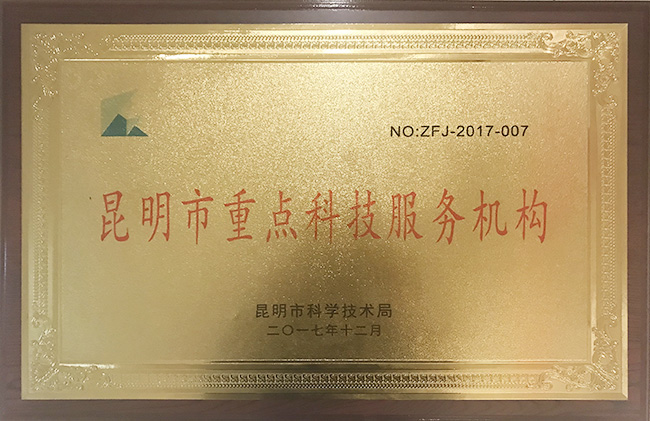 NO:ZFJ-2017-007
昆明市重点科技服务机构
昆明市科学技术局
二〇一七年十二月